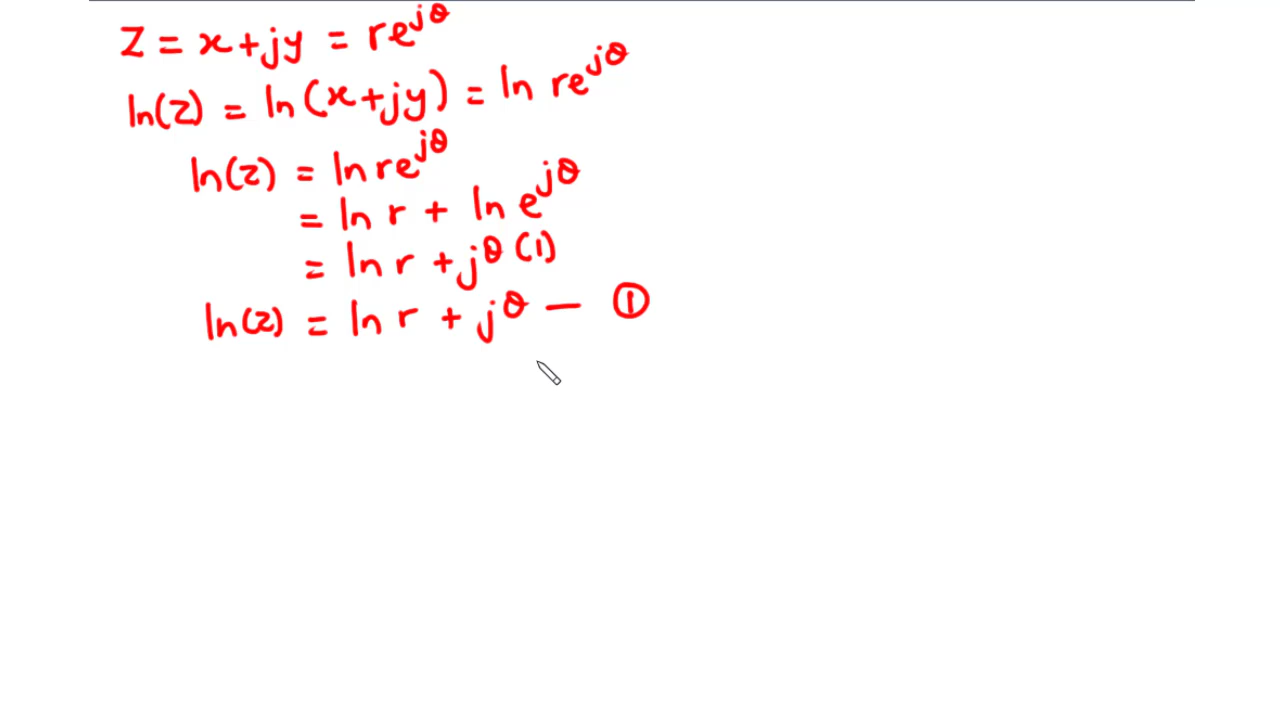 z = x + jy = re^{jθ}
ln(z) = ln(x + jy) = ln re^{jθ}
ln(z) = ln re^{jθ}
= ln r + ln e^{jθ}
= ln r + jθ (1)
ln(z) = ln r + jθ — ①